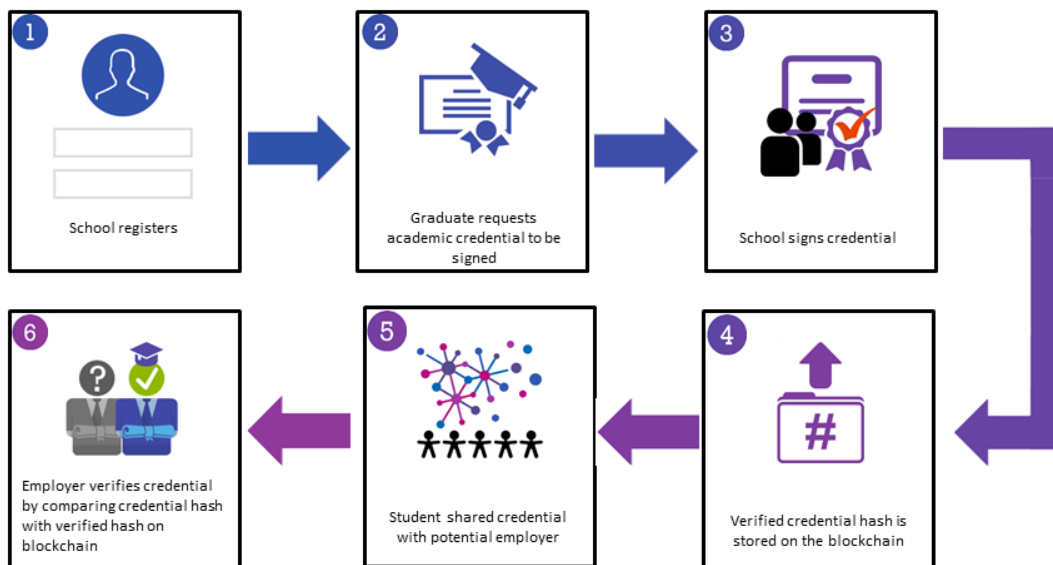 1
School registers
2
Graduate requests
academic credential to be
signed
3
School signs credential
4
#
Verified credential hash is
stored on the blockchain
5
Student shared credential
with potential employer
6
?
Employer verifies credential
by comparing credential hash
with verified hash on
blockchain